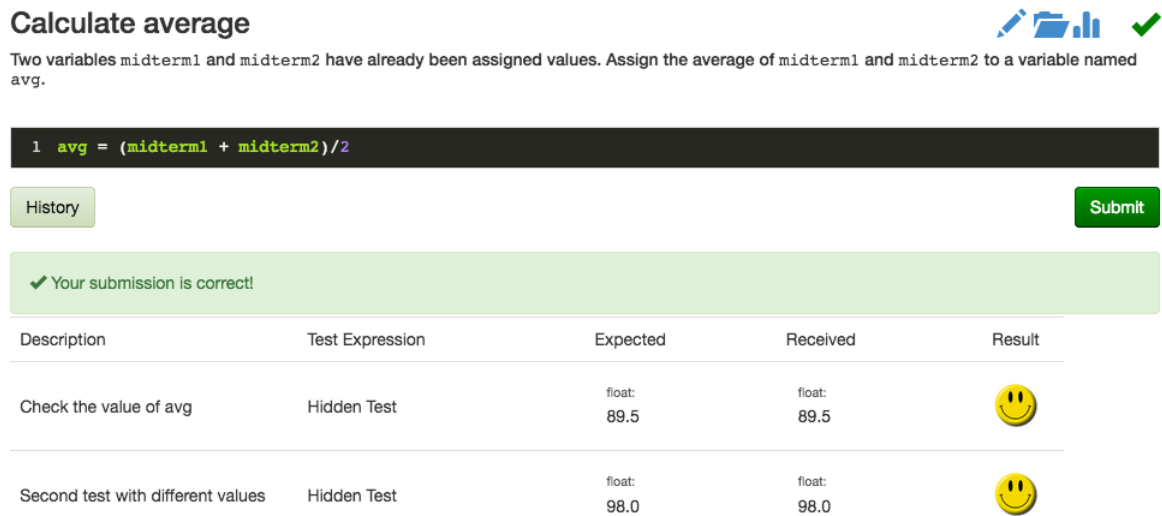 Calculate average
Two variables midterm1 and midterm2 have already been assigned values. Assign the average of midterm1 and midterm2 to a variable named
avg.
1 avg = (midterm1 + midterm2)/2
History
Submit
Your submission is correct!
Description Test Expression Expected Received Result
float: float:
Check the value of avg Hidden Test 89.5 89.5
float: float:
Second test with different values Hidden Test 98.0 98.0